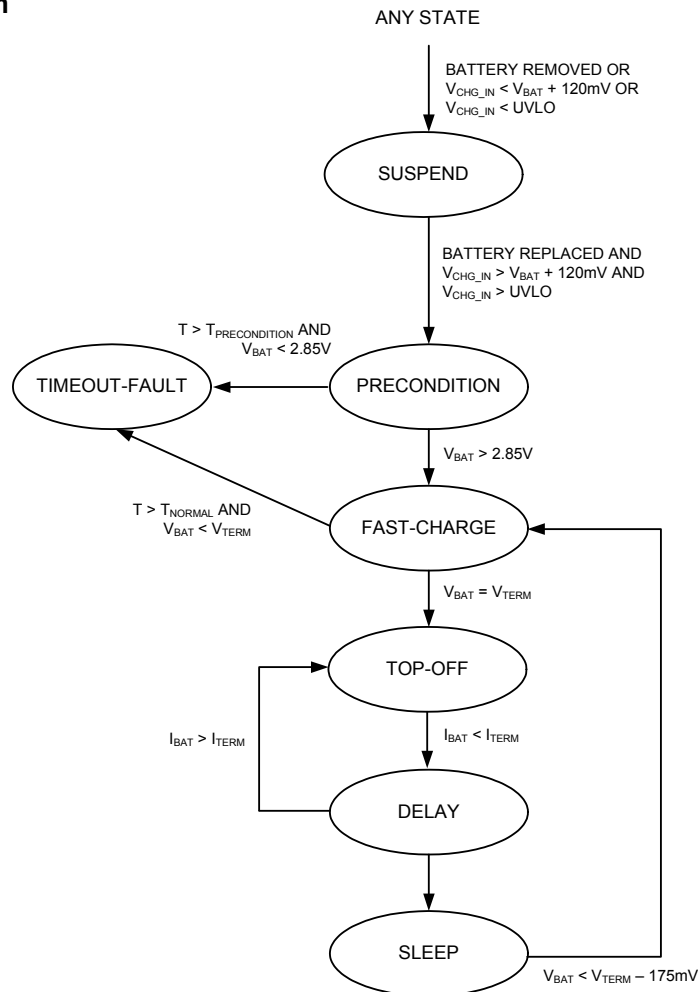 n
ANY STATE
BATTERY REMOVED OR
V_CHG_IN < V_BAT + 120mV OR
V_CHG_IN < UVLO
SUSPEND
BATTERY REPLACED AND
V_CHG_IN > V_BAT + 120mV AND
V_CHG_IN > UVLO
T > T_PRECONDITION AND
V_BAT < 2.85V
TIMEOUT-FAULT
PRECONDITION
V_BAT > 2.85V
T > T_NORMAL AND
V_BAT < V_TERM
FAST-CHARGE
V_BAT = V_TERM
TOP-OFF
I_BAT > I_TERM
I_BAT < I_TERM
DELAY
SLEEP
V_BAT < V_TERM – 175mV